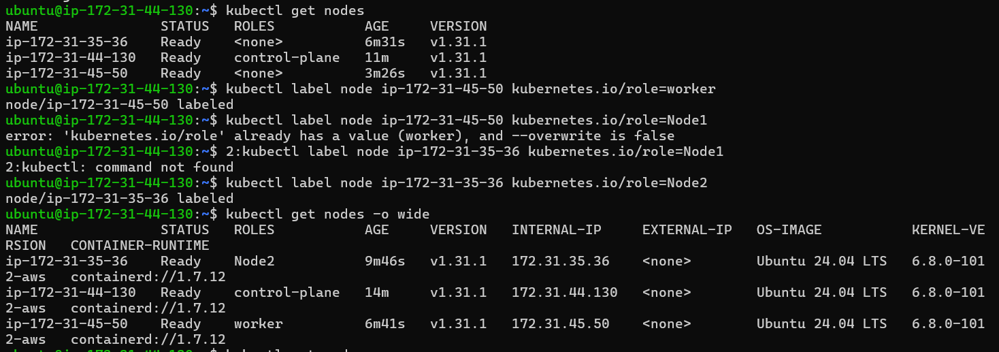 ubuntu@ip-172-31-44-130:~$ kubectl get nodes
NAME               STATUS   ROLES           AGE     VERSION
ip-172-31-35-36    Ready    <none>          6m31s   v1.31.1
ip-172-31-44-130   Ready    control-plane   11m     v1.31.1
ip-172-31-45-50    Ready    <none>          3m26s   v1.31.1
ubuntu@ip-172-31-44-130:~$ kubectl label node ip-172-31-45-50 kubernetes.io/role=worker
node/ip-172-31-45-50 labeled
ubuntu@ip-172-31-44-130:~$ kubectl label node ip-172-31-45-50 kubernetes.io/role=Node1
error: 'kubernetes.io/role' already has a value (worker), and --overwrite is false
ubuntu@ip-172-31-44-130:~$ 2:kubectl label node ip-172-31-35-36 kubernetes.io/role=Node1
2:kubectl: command not found
ubuntu@ip-172-31-44-130:~$ kubectl label node ip-172-31-35-36 kubernetes.io/role=Node2
node/ip-172-31-35-36 labeled
ubuntu@ip-172-31-44-130:~$ kubectl get nodes -o wide
NAME               STATUS   ROLES           AGE     VERSION   INTERNAL-IP     EXTERNAL-IP   OS-IMAGE           KERNEL-VE
RSION   CONTAINER-RUNTIME
ip-172-31-35-36    Ready    Node2           9m46s   v1.31.1   172.31.35.36    <none>        Ubuntu 24.04 LTS   6.8.0-101
2-aws   containerd://1.7.12
ip-172-31-44-130   Ready    control-plane   14m     v1.31.1   172.31.44.130   <none>        Ubuntu 24.04 LTS   6.8.0-101
2-aws   containerd://1.7.12
ip-172-31-45-50    Ready    worker          6m41s   v1.31.1   172.31.45.50    <none>        Ubuntu 24.04 LTS   6.8.0-101
2-aws   containerd://1.7.12